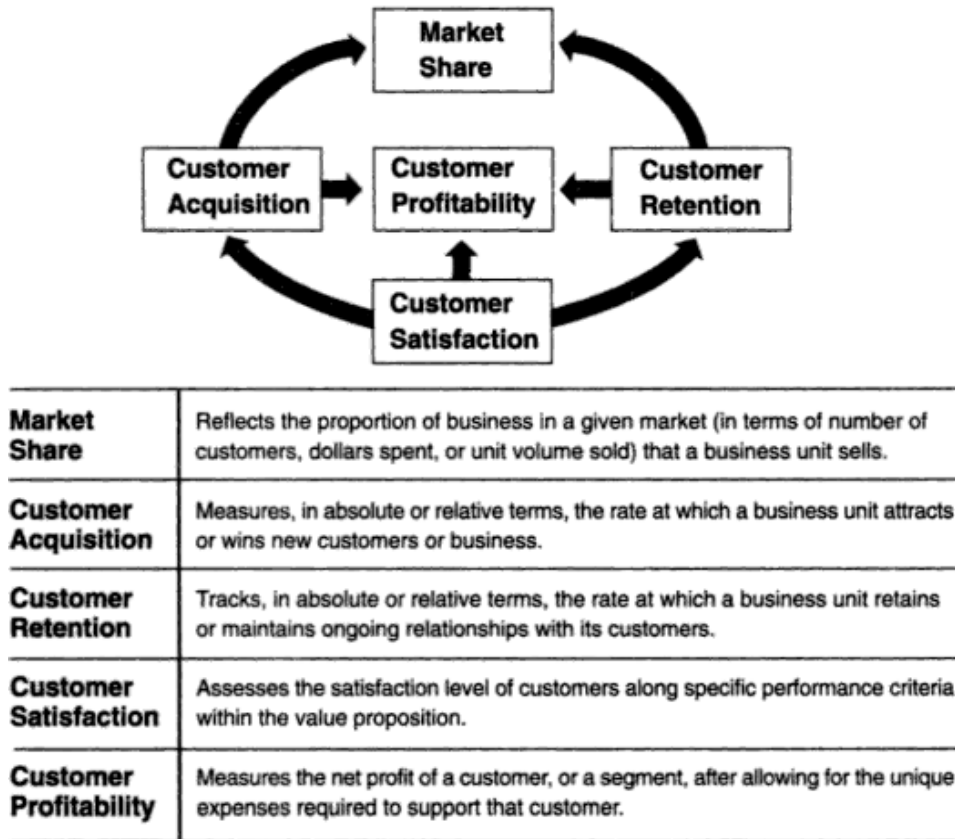 Market
Share
Customer
Acquisition
Customer
Profitability
Customer
Retention
Customer
Satisfaction
Market
Share
Reflects the proportion of business in a given market (in terms of number of
customers, dollars spent, or unit volume sold) that a business unit sells.
Customer
Acquisition
Measures, in absolute or relative terms, the rate at which a business unit attracts
or wins new customers or business.
Customer
Retention
Tracks, in absolute or relative terms, the rate at which a business unit retains
or maintains ongoing relationships with its customers.
Customer
Satisfaction
Assesses the satisfaction level of customers along specific performance criteria
within the value proposition.
Customer
Profitability
Measures the net profit of a customer, or a segment, after allowing for the unique
expenses required to support that customer.